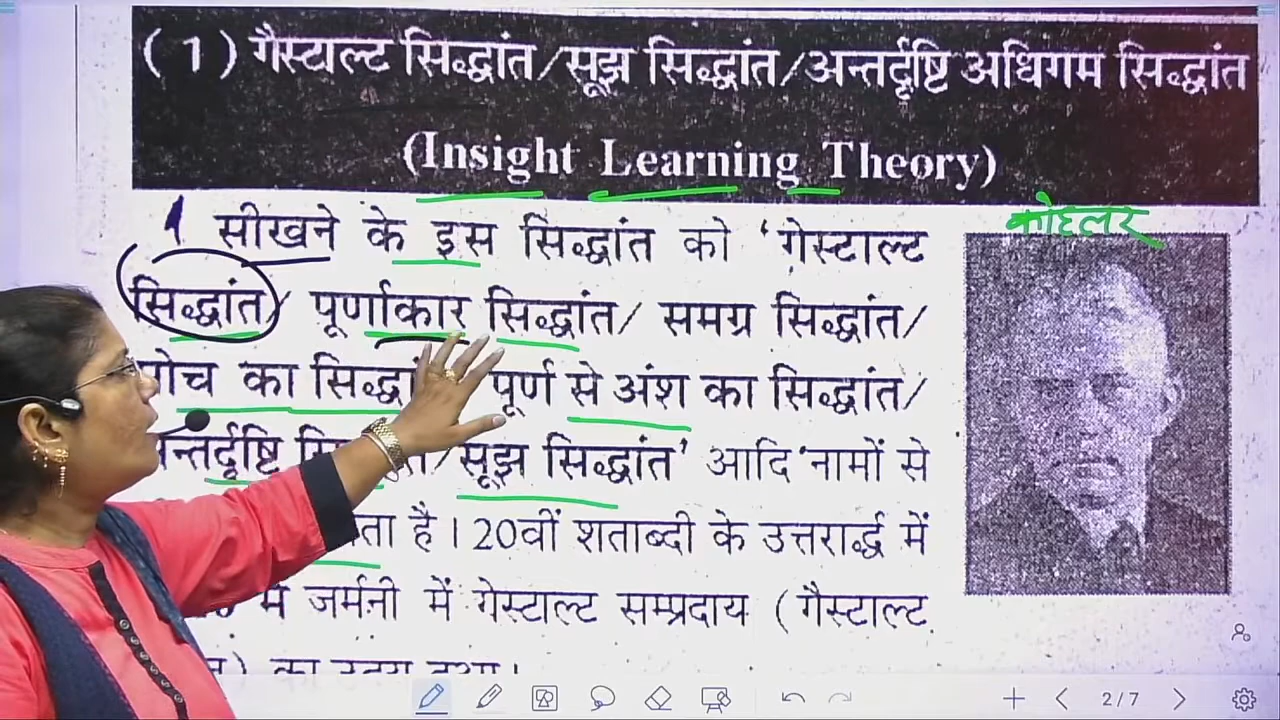 (1) गैस्टाल्ट सिद्धांत/सूझ सिद्धांत/अन्तर्दृष्टि अधिगम सिद्धांत
(Insight Learning Theory)
कोहलर
1 सीखने के इस सिद्धांत को 'गेस्टाल्ट
सिद्धांत/ पूर्णाकार सिद्धांत/ समग्र सिद्धांत/
का पूर्ण से अंश का सिद्धांत/
सूझ सिद्धांत' आदि नामों से
है। 20वीं शताब्दी के उत्तरार्द्ध में
में जर्मनी में गेस्टाल्ट सम्प्रदाय (गैस्टाल्ट
2/7